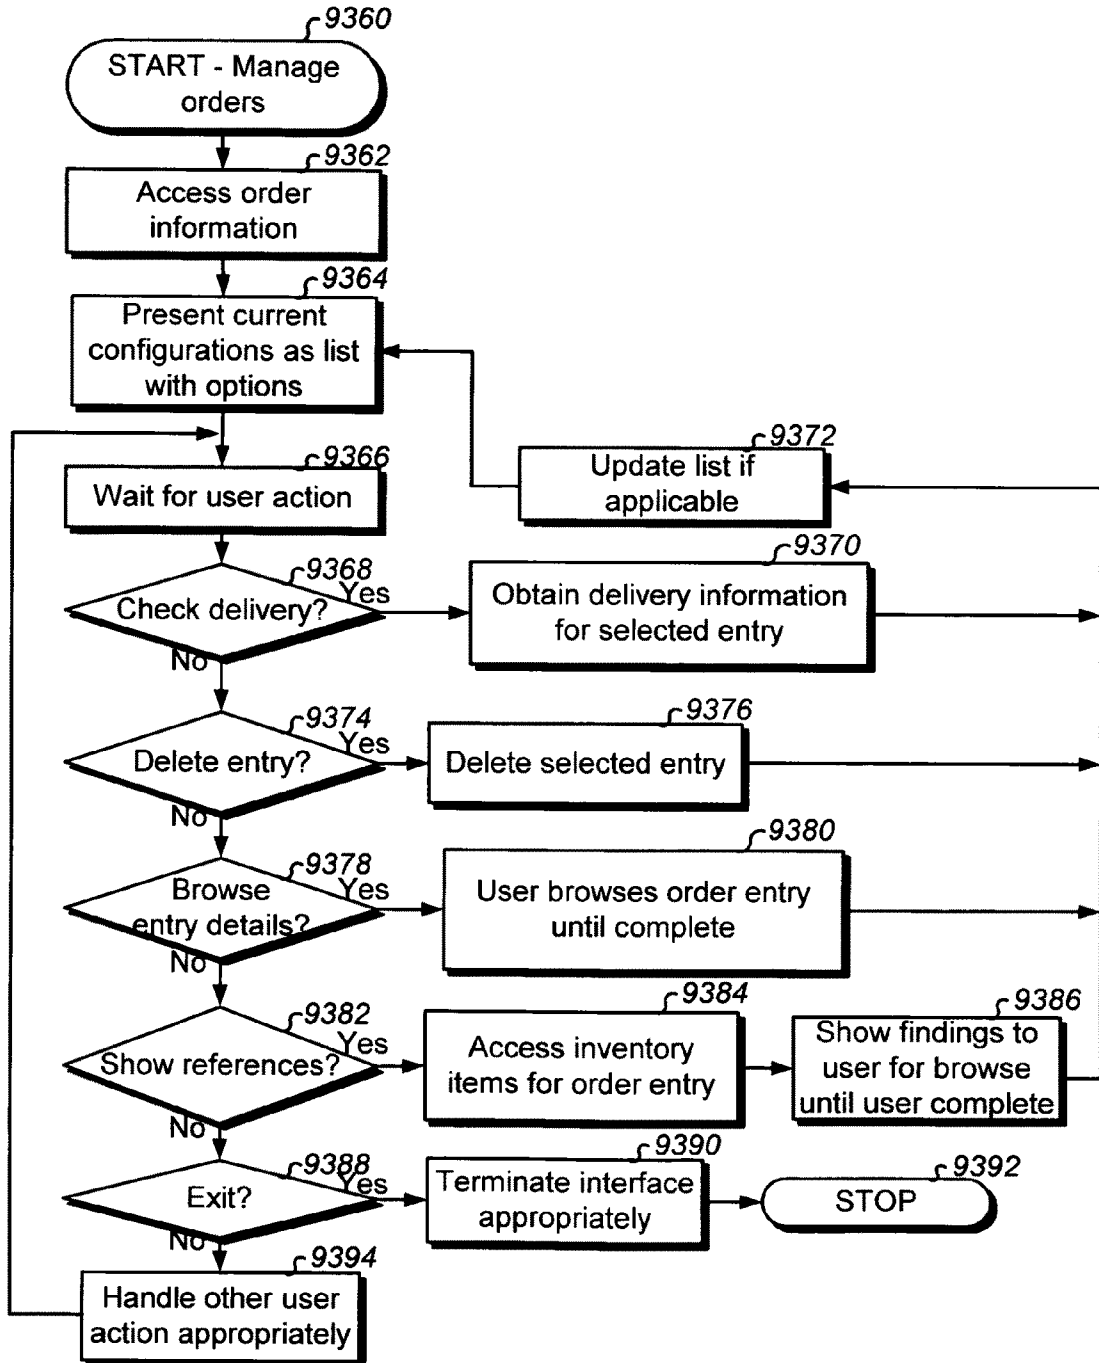 9360
START - Manage
orders
9362
Access order
information
9364
Present current
configurations as list
with options
9366
Wait for user action
9372
Update list if
applicable
9368
Check delivery?
Yes
No
9370
Obtain delivery information
for selected entry
9374
Delete entry?
Yes
No
9376
Delete selected entry
9378
Browse
entry details?
Yes
No
9380
User browses order entry
until complete
9382
Show references?
Yes
No
9384
Access inventory
items for order entry
9386
Show findings to
user for browse
until user complete
9388
Exit?
Yes
No
9390
Terminate interface
appropriately
9392
STOP
9394
Handle other user
action appropriately